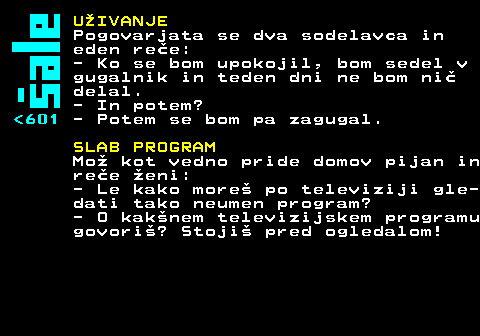 šale
UŽIVANJE
Pogovarjata se dva sodelavca in
eden reče:
- Ko se bom upokojil, bom sedel v
gugalnik in teden dni ne bom nič
delal.
- In potem?
<601 - Potem se bom pa zagugal.
SLAB PROGRAM
Mož kot vedno pride domov pijan in
reče ženi:
- Le kako moreš po televiziji gle-
dati tako neumen program?
- O kakšnem televizijskem programu
govoriš? Stojiš pred ogledalom!